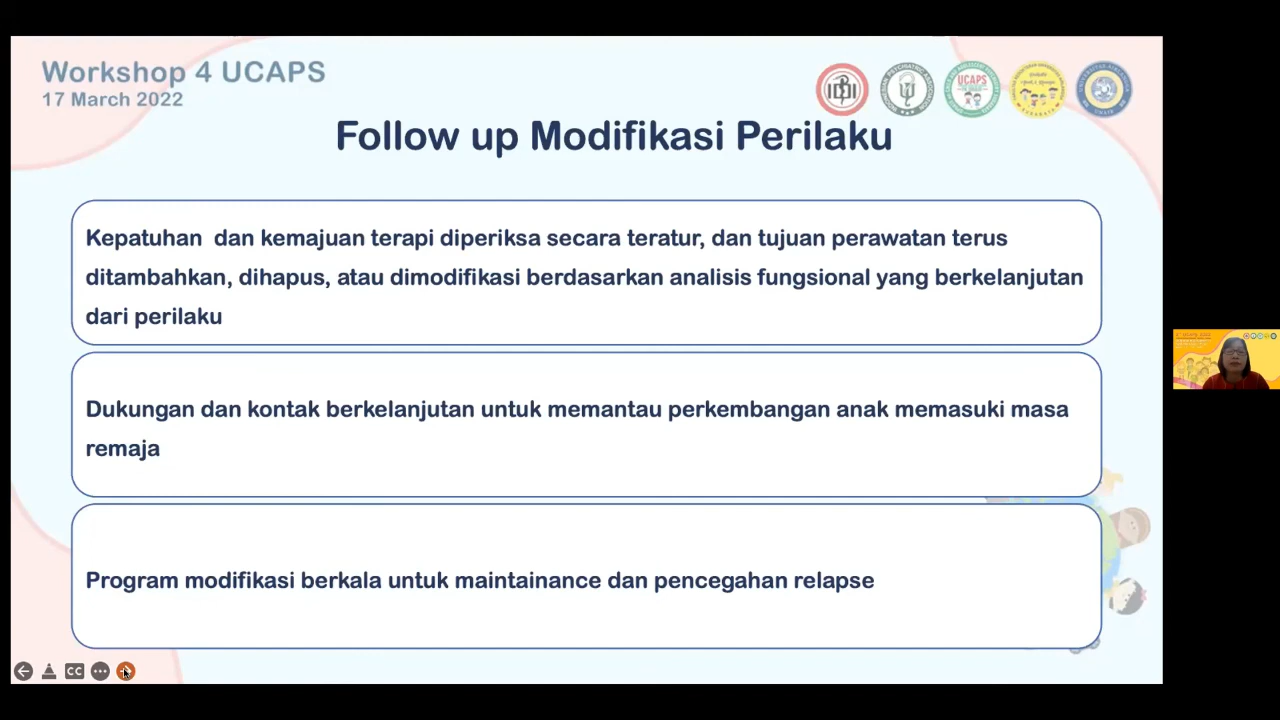 Workshop 4 UCAPS
17 March 2022
UCAPS
Follow up Modifikasi Perilaku
Kepatuhan dan kemajuan terapi diperiksa secara teratur, dan tujuan perawatan terus
ditambahkan, dihapus, atau dimodifikasi berdasarkan analisis fungsional yang berkelanjutan
dari perilaku
Dukungan dan kontak berkelanjutan untuk memantau perkembangan anak memasuki masa
remaja
Program modifikasi berkala untuk maintainance dan pencegahan relapse
CC